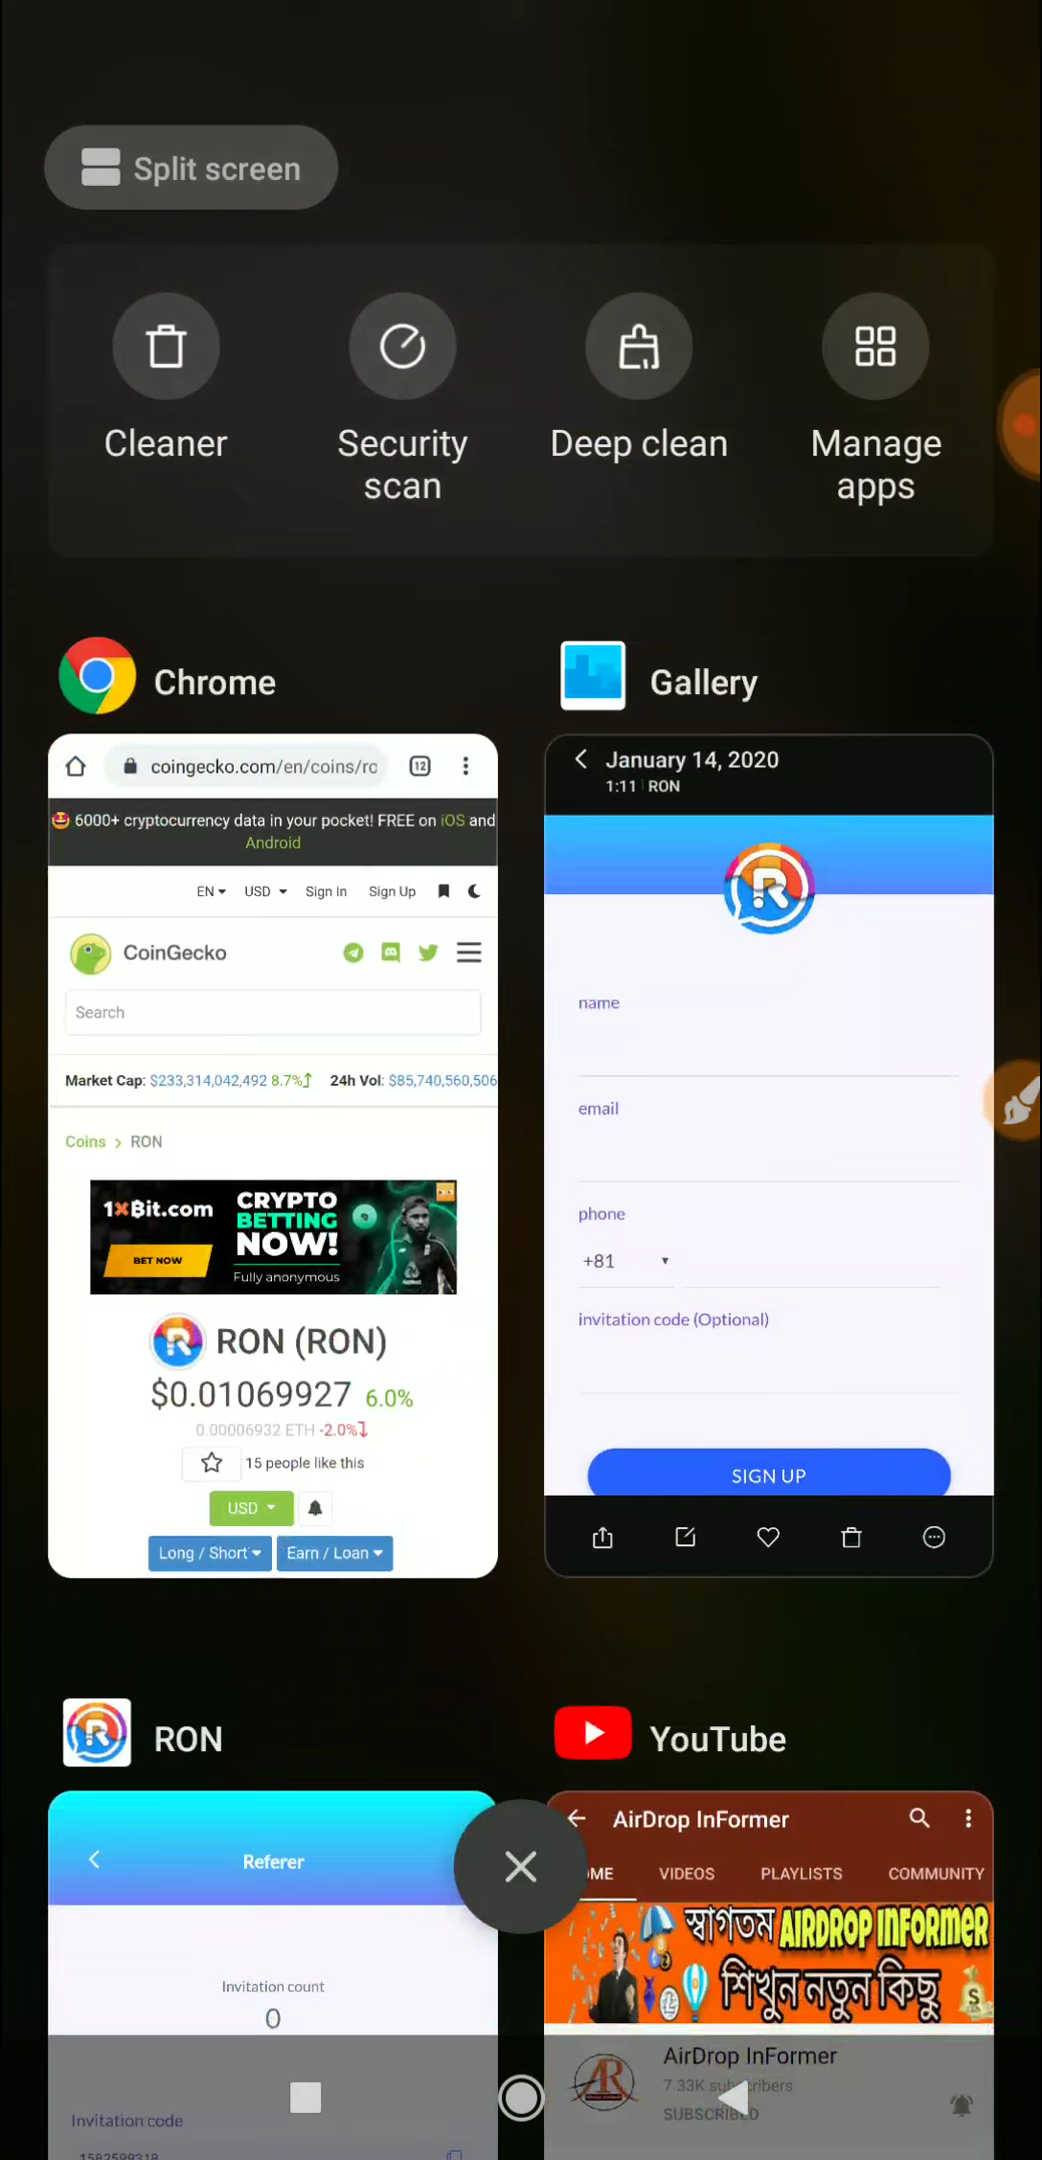 Split screen
Cleaner
Security scan
Deep clean
Manage apps
Chrome
coingecko.com/en/coins/ro
12
6000+ cryptocurrency data in your pocket! FREE on iOS and
Android
EN USD Sign In Sign Up
CoinGecko
Search
Market Cap: $233,314,042,492 8.7% 24h Vol: $85,740,560,506
Coins > RON
1XBit.com
BET NOW
CRYPTO
BETTING
NOW!
Fully anonymous
RON (RON)
$0.01069927 6.0%
0.00006932 ETH -2.0%
15 people like this
USD
Long / Short Earn / Loan
Gallery
January 14, 2020
1:11 RON
name
email
phone
+81
invitation code (Optional)
SIGN UP
RON
Referer
Invitation count
0
Invitation code
1582599318
YouTube
AirDrop InFormer
OME VIDEOS PLAYLISTS COMMUNITY
স্বাগতম AIRDROP INFORMER
শিখুন নতুন কিছু
AirDrop InFormer
7.33K subscribers
SUBSCRIBED